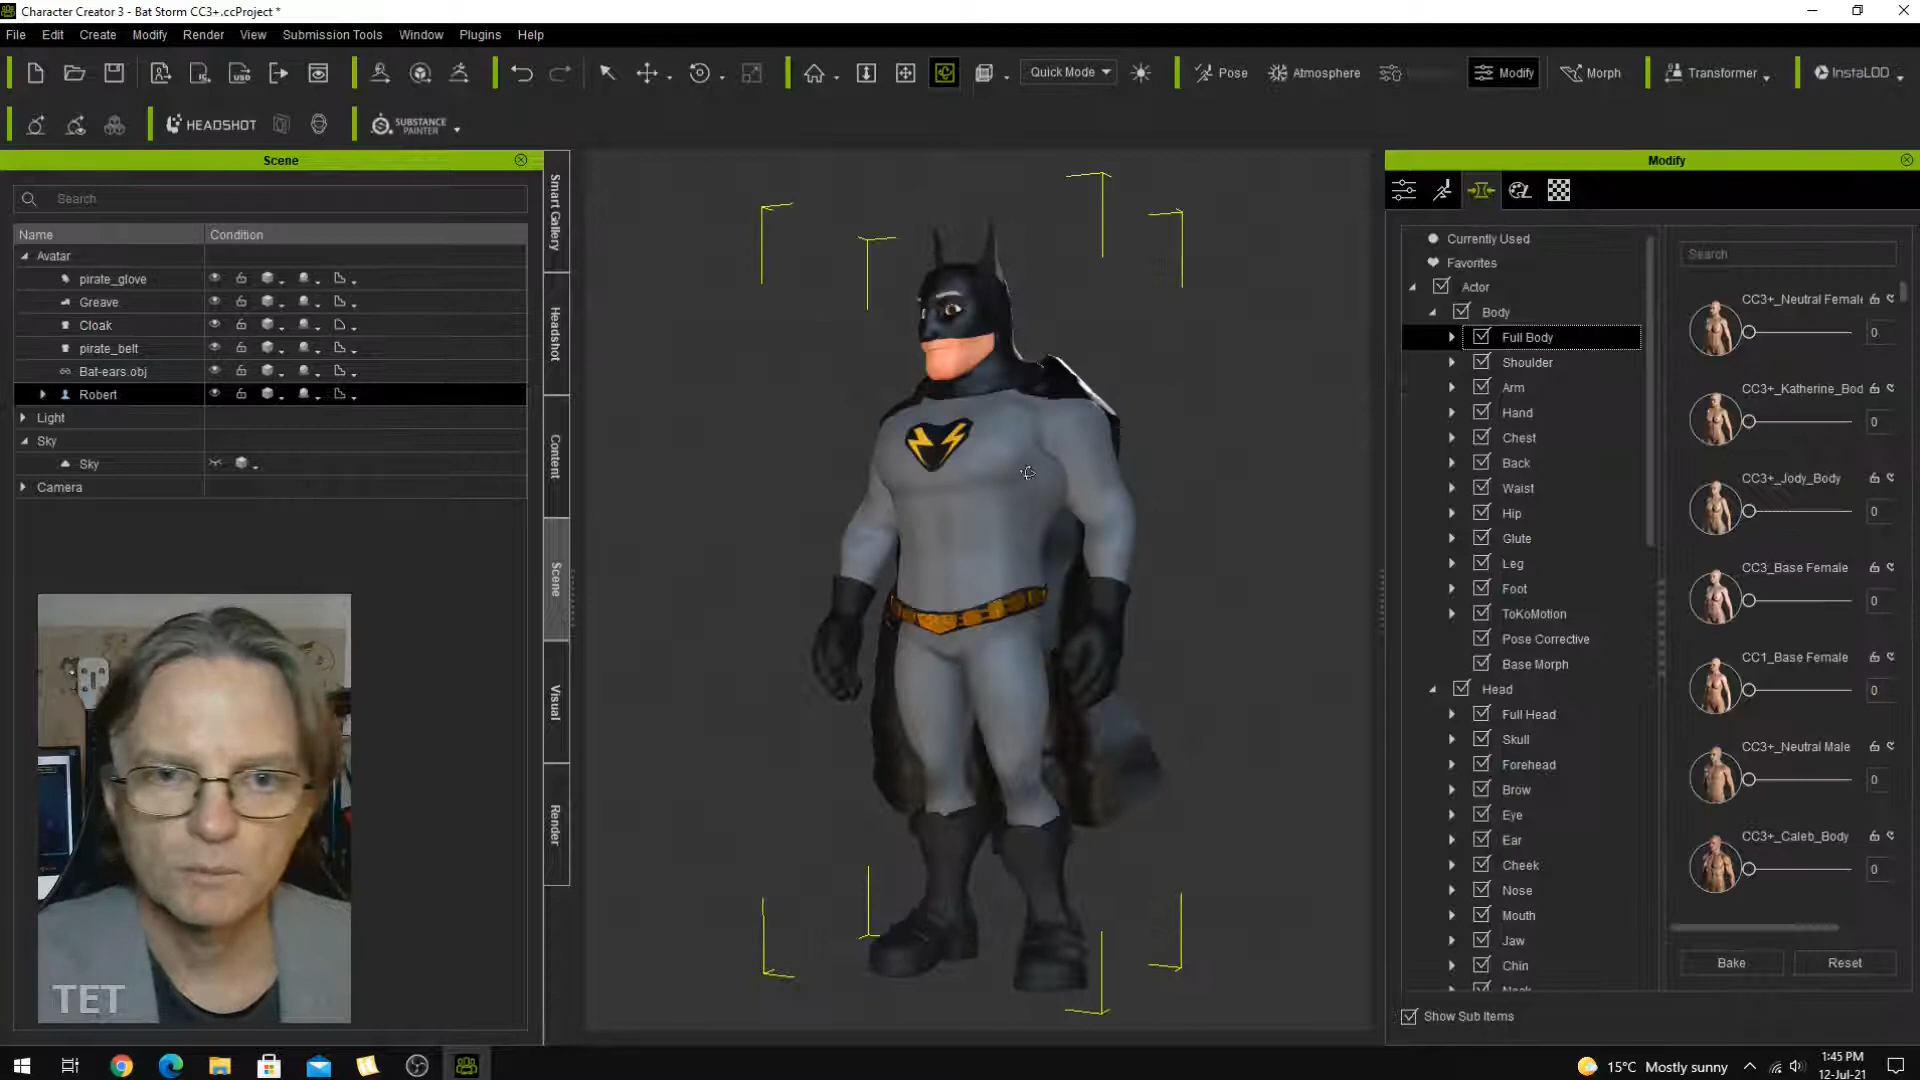 Character Creator 3 - Bat Storm CC3+.ccProject *
File Edit Create Modify Render View Submission Tools Window Plugins Help
Quick Mode Pose Atmosphere Modify Morph Transformer InstaLOD
HEADSHOT SUBSTANCE PAINTER
Scene
Search
Name Condition
Avatar
pirate_glove
Greave
Cloak
pirate_belt
Bat-ears.obj
Robert
Light
Sky
Sky
Camera
TET
Smart Gallery
Headshot
Content
Scene
Visual
Render
Modify
Currently Used
Favorites
Actor
Body
Full Body
Shoulder
Arm
Hand
Chest
Back
Waist
Hip
Glute
Leg
Foot
ToKoMotion
Pose Corrective
Base Morph
Head
Full Head
Skull
Forehead
Brow
Eye
Ear
Cheek
Nose
Mouth
Jaw
Chin
Show Sub Items
Search
CC3+_Neutral Female
0
CC3+_Katherine_Bod
0
CC3+_Jody_Body
0
CC3_Base Female
0
CC1_Base Female
0
CC3+_Neutral Male
0
CC3+_Caleb_Body
0
Bake Reset
15°C Mostly sunny
1:45 PM
12-Jul-21